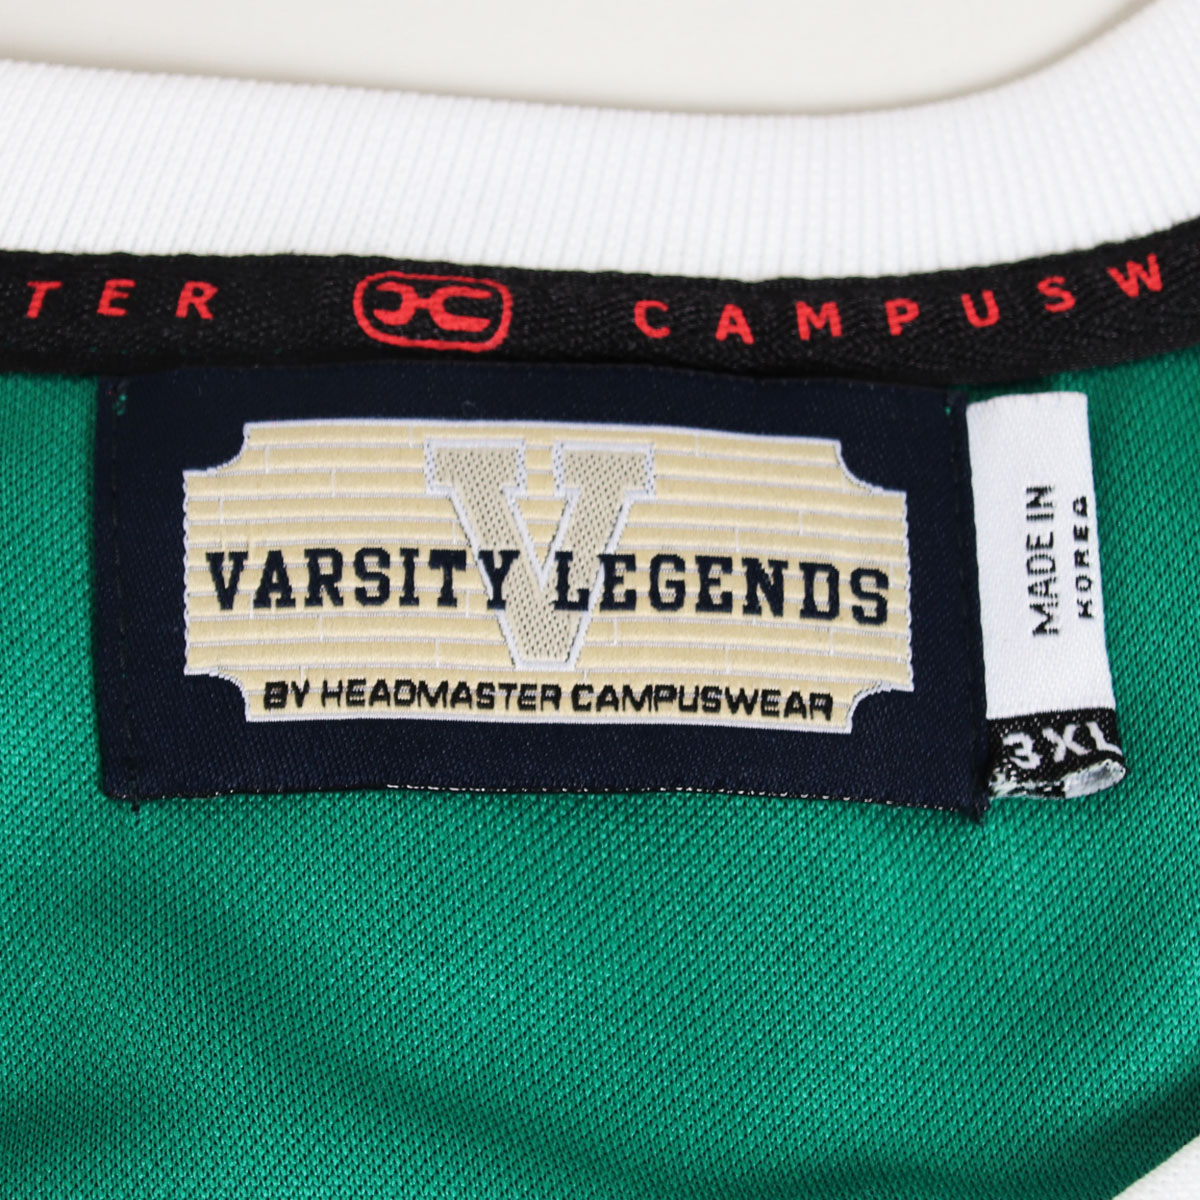 TER CAMPUSW
V
VARSITY LEGENDS
BY HEADMASTER CAMPUSWEAR
MADE IN
KOREA
3XL